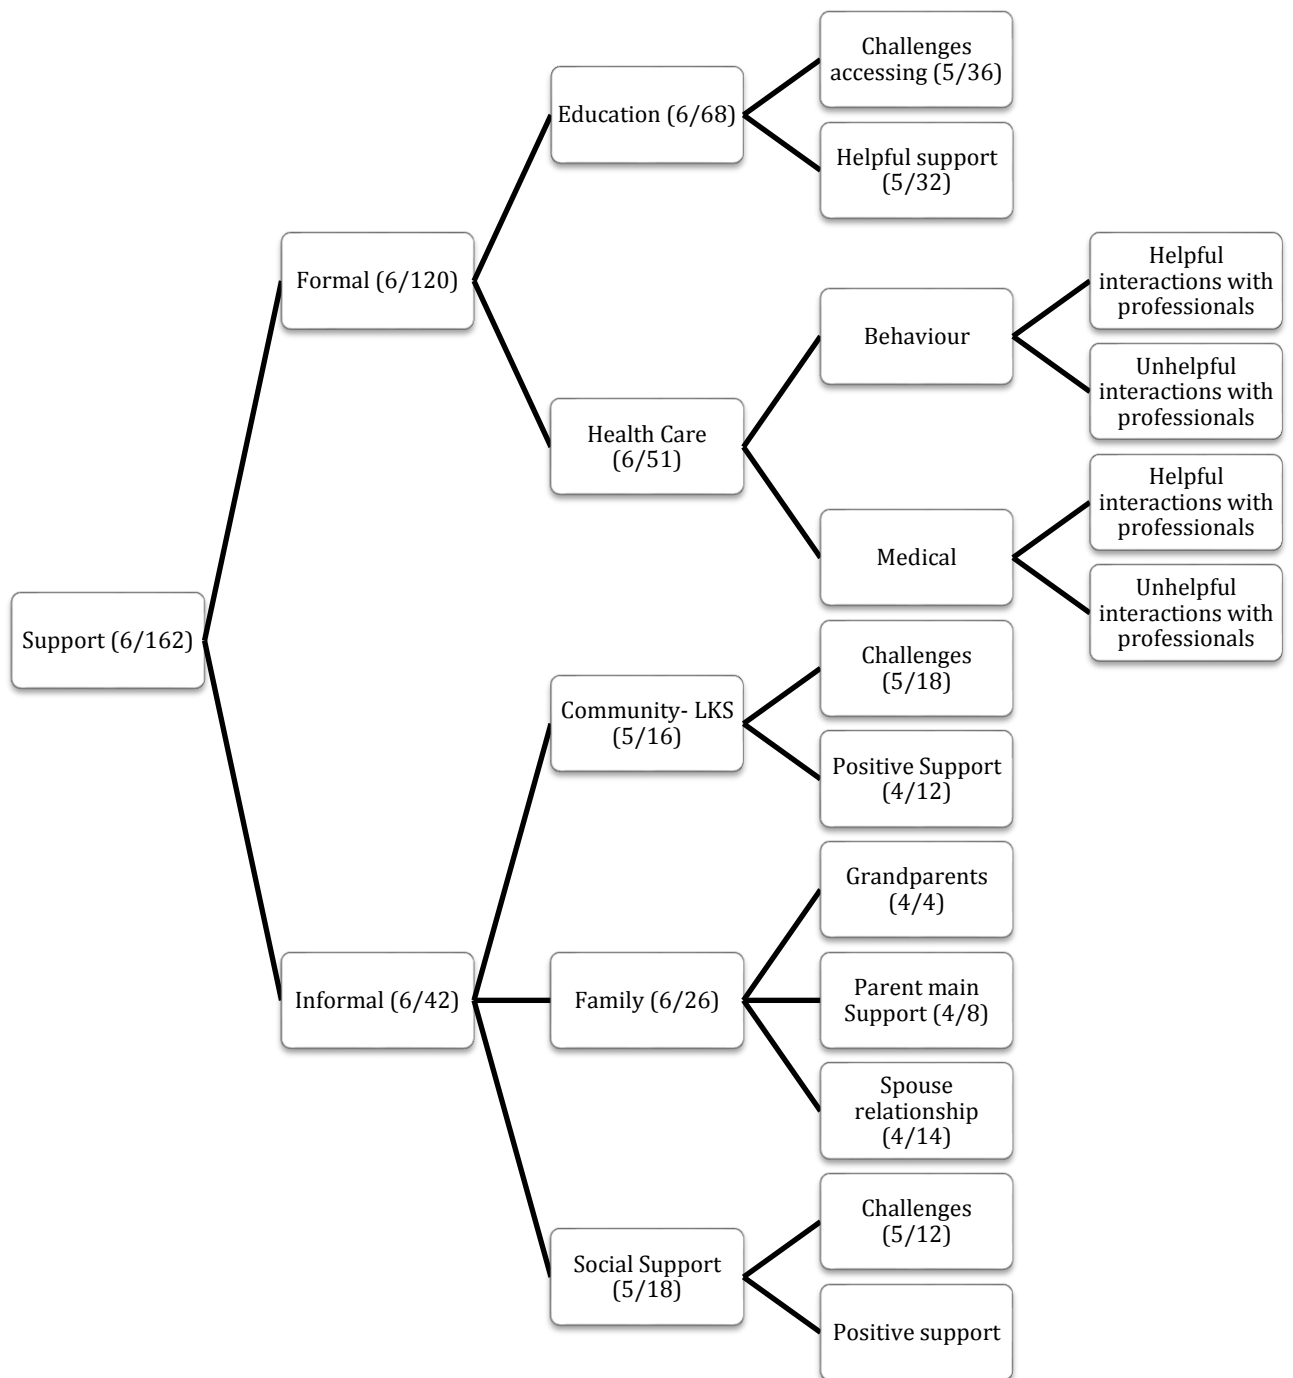 Support (6/162)
Formal (6/120)
Education (6/68)
Challenges
accessing (5/36)
Helpful support
(5/32)
Health Care
(6/51)
Behaviour
Helpful
interactions with
professionals
Unhelpful
interactions with
professionals
Medical
Helpful
interactions with
professionals
Unhelpful
interactions with
professionals
Informal (6/42)
Community- LKS
(5/16)
Challenges
(5/18)
Positive Support
(4/12)
Family (6/26)
Grandparents
(4/4)
Parent main
Support (4/8)
Spouse
relationship
(4/14)
Social Support
(5/18)
Challenges
(5/12)
Positive support